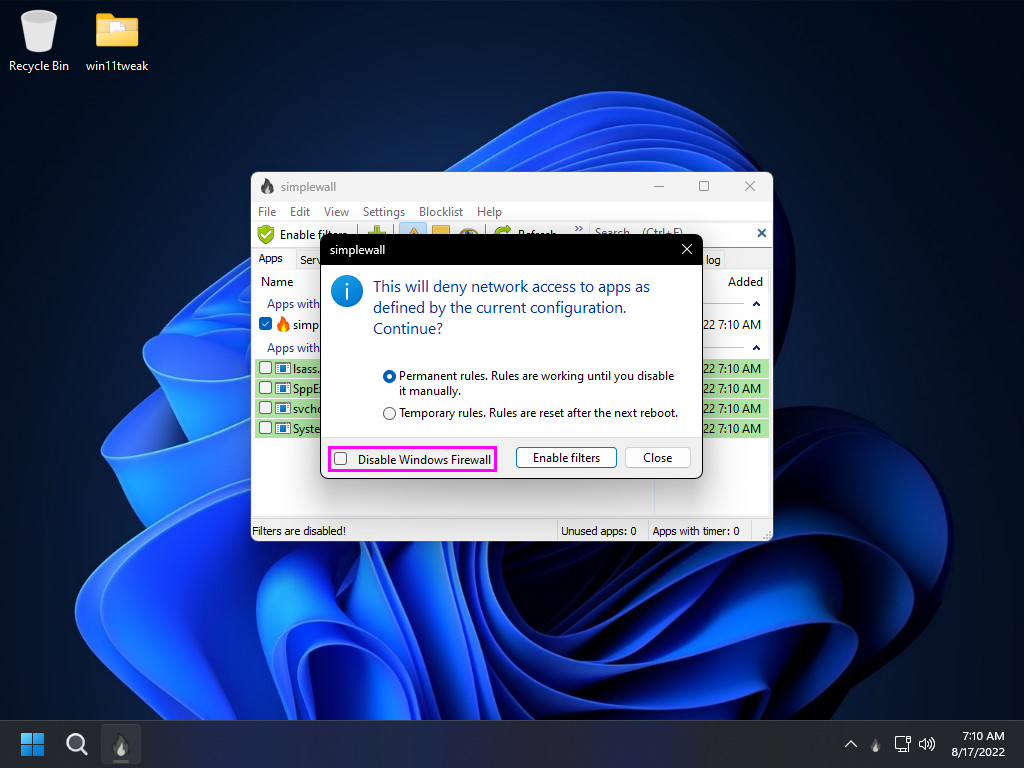 Recycle Bin
win11tweak
simplewall
File Edit View Settings Blocklist Help
Enable filters Refresh » Search... (Ctrl+F)
Apps Serv log
Name Added
Apps with
simp 22 7:10 AM
Apps with
lsass. 22 7:10 AM
SppEx 22 7:10 AM
svcho 22 7:10 AM
Syste 22 7:10 AM
Filters are disabled! Unused apps: 0 Apps with timer: 0
simplewall
This will deny network access to apps as
defined by the current configuration.
Continue?
Permanent rules. Rules are working until you disable
it manually.
Temporary rules. Rules are reset after the next reboot.
Disable Windows Firewall Enable filters Close
7:10 AM
8/17/2022